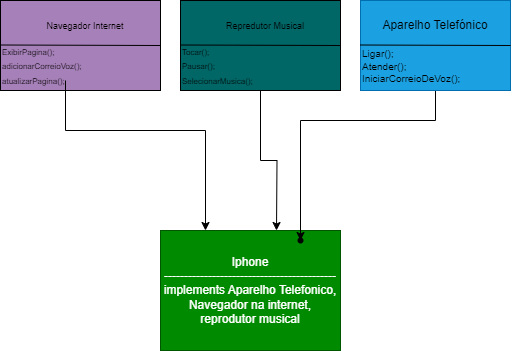 Navegador Internet
ExibirPagina();
adicionarCorreioVoz();
atualizarPagina();
Repredutor Musical
Tocar();
Pausar();
SelecionarMusica();
Aparelho Telefônico
Ligar();
Atender();
IniciarCorreioDeVoz();
Iphone
implements Aparelho Telefonico,
Navegador na internet,
reprodutor musical